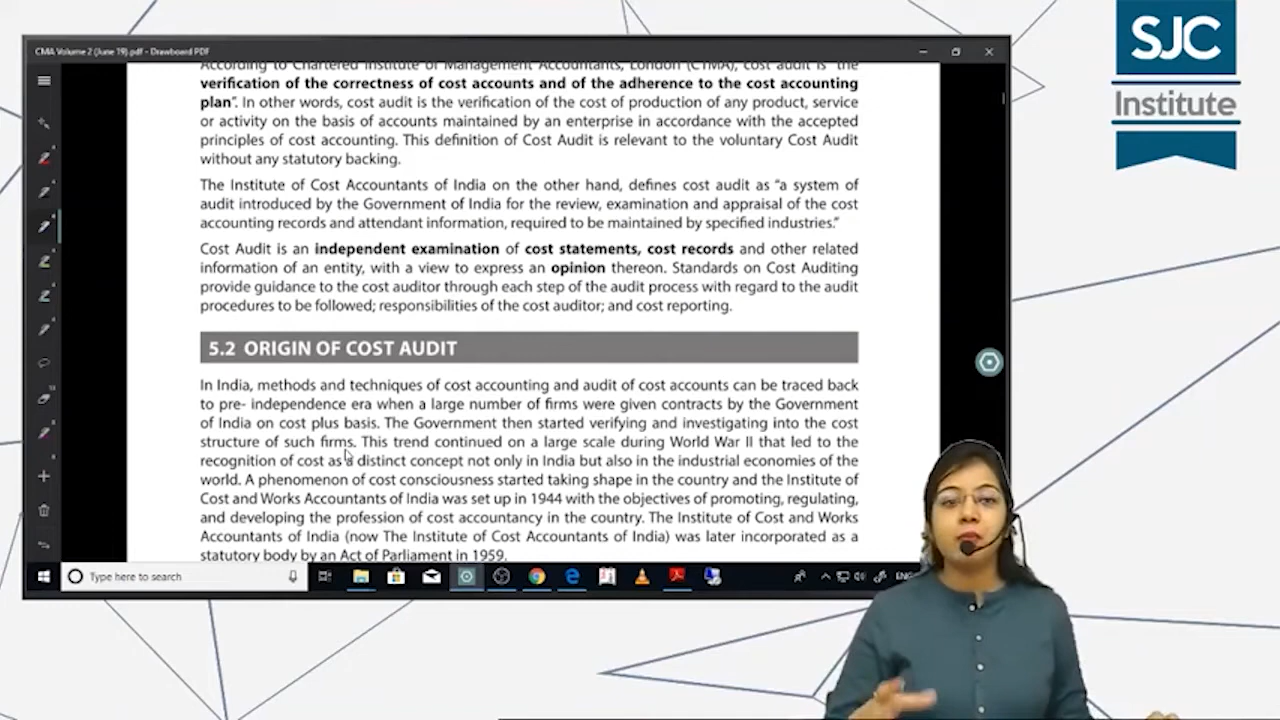 SJC
Institute
CMA Volume 2 (June 19).pdf - Drawboard PDF
According to Chartered Institute of Management Accountants, London (CIMA), cost audit is "the
verification of the correctness of cost accounts and of the adherence to the cost accounting
plan". In other words, cost audit is the verification of the cost of production of any product, service
or activity on the basis of accounts maintained by an enterprise in accordance with the accepted
principles of cost accounting. This definition of Cost Audit is relevant to the voluntary Cost Audit
without any statutory backing.
The Institute of Cost Accountants of India on the other hand, defines cost audit as "a system of
audit introduced by the Government of India for the review, examination and appraisal of the cost
accounting records and attendant information, required to be maintained by specified industries."
Cost Audit is an independent examination of cost statements, cost records and other related
information of an entity, with a view to express an opinion thereon. Standards on Cost Auditing
provide guidance to the cost auditor through each step of the audit process with regard to the audit
procedures to be followed; responsibilities of the cost auditor; and cost reporting.
5.2 ORIGIN OF COST AUDIT
In India, methods and techniques of cost accounting and audit of cost accounts can be traced back
to pre- independence era when a large number of firms were given contracts by the Government
of India on cost plus basis. The Government then started verifying and investigating into the cost
structure of such firms. This trend continued on a large scale during World War II that led to the
recognition of cost as a distinct concept not only in India but also in the industrial economies of the
world. A phenomenon of cost consciousness started taking shape in the country and the Institute of
Cost and Works Accountants of India was set up in 1944 with the objectives of promoting, regulating,
and developing the profession of cost accountancy in the country. The Institute of Cost and Works
Accountants of India (now The Institute of Cost Accountants of India) was later incorporated as a
statutory body by an Act of Parliament in 1959.
Type here to search
ENG